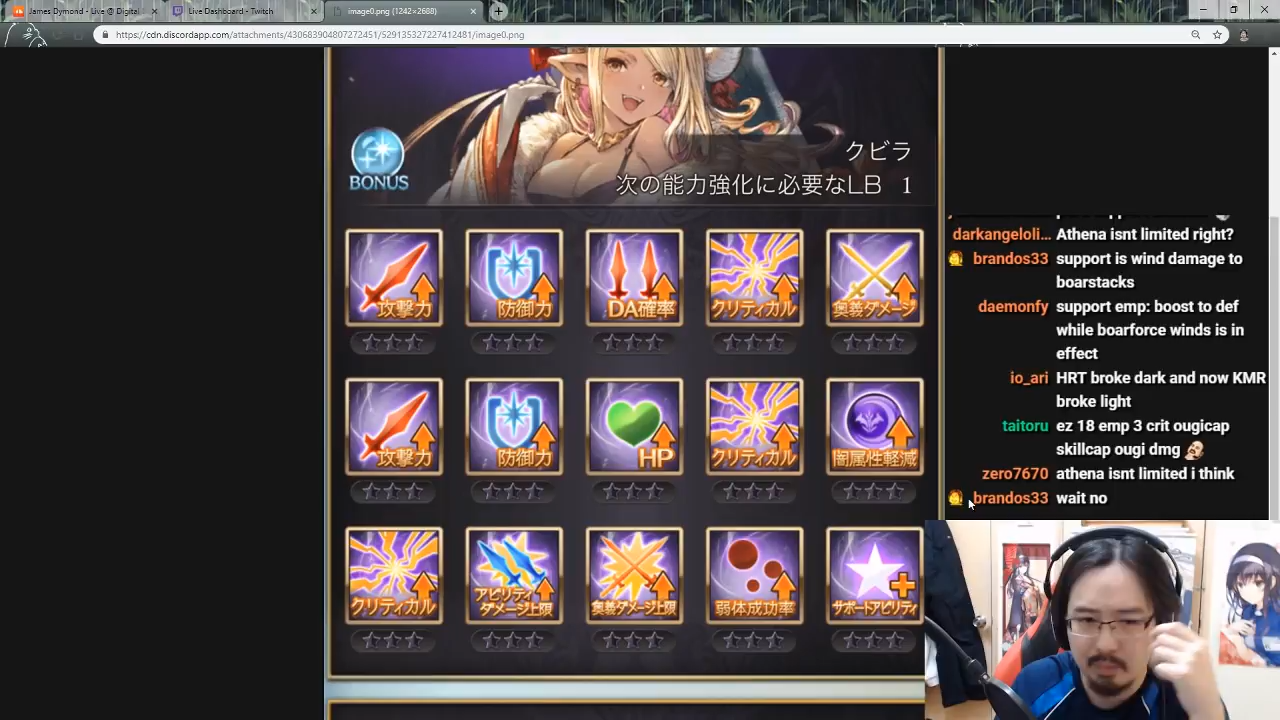 James Dymond - Live @ Digital
Live Dashboard - Twitch
image0.png (1242×2688)
https://cdn.discordapp.com/attachments/430683904807272451/529135327227412481/image0.png
BONUS
クビラ
次の能力強化に必要なLB 1
攻撃力
防御力
DA確率
クリティカル
奥義ダメージ
攻撃力
防御力
HP
クリティカル
闇属性軽減
クリティカル
アビリティ
ダメージ上限
奥義ダメージ上限
弱体成功率
サポートアビリティ
darkangeloli... Athena isnt limited right?
brandos33 support is wind damage to
boarstacks
daemonfy support emp: boost to def
while boarforce winds is in
effect
io_ari HRT broke dark and now KMR
broke light
taitoru ez 18 emp 3 crit ougicap
skillcap ougi dmg
zero7670 athena isnt limited i think
brandos33 wait no